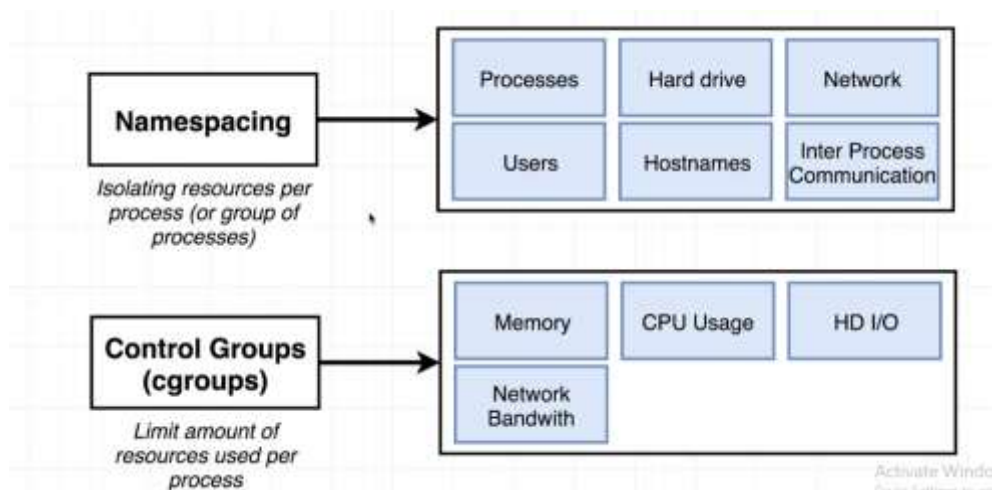 Processes
Hard drive
Network
Namespacing
Users
Hostnames
Inter Process
Communication
Isolating resources per
process (or group of
processes)
Memory
CPU Usage
HD I/O
Control Groups
(cgroups)
Network
Bandwith
Limit amount of
resources used per
process
Activate Windo